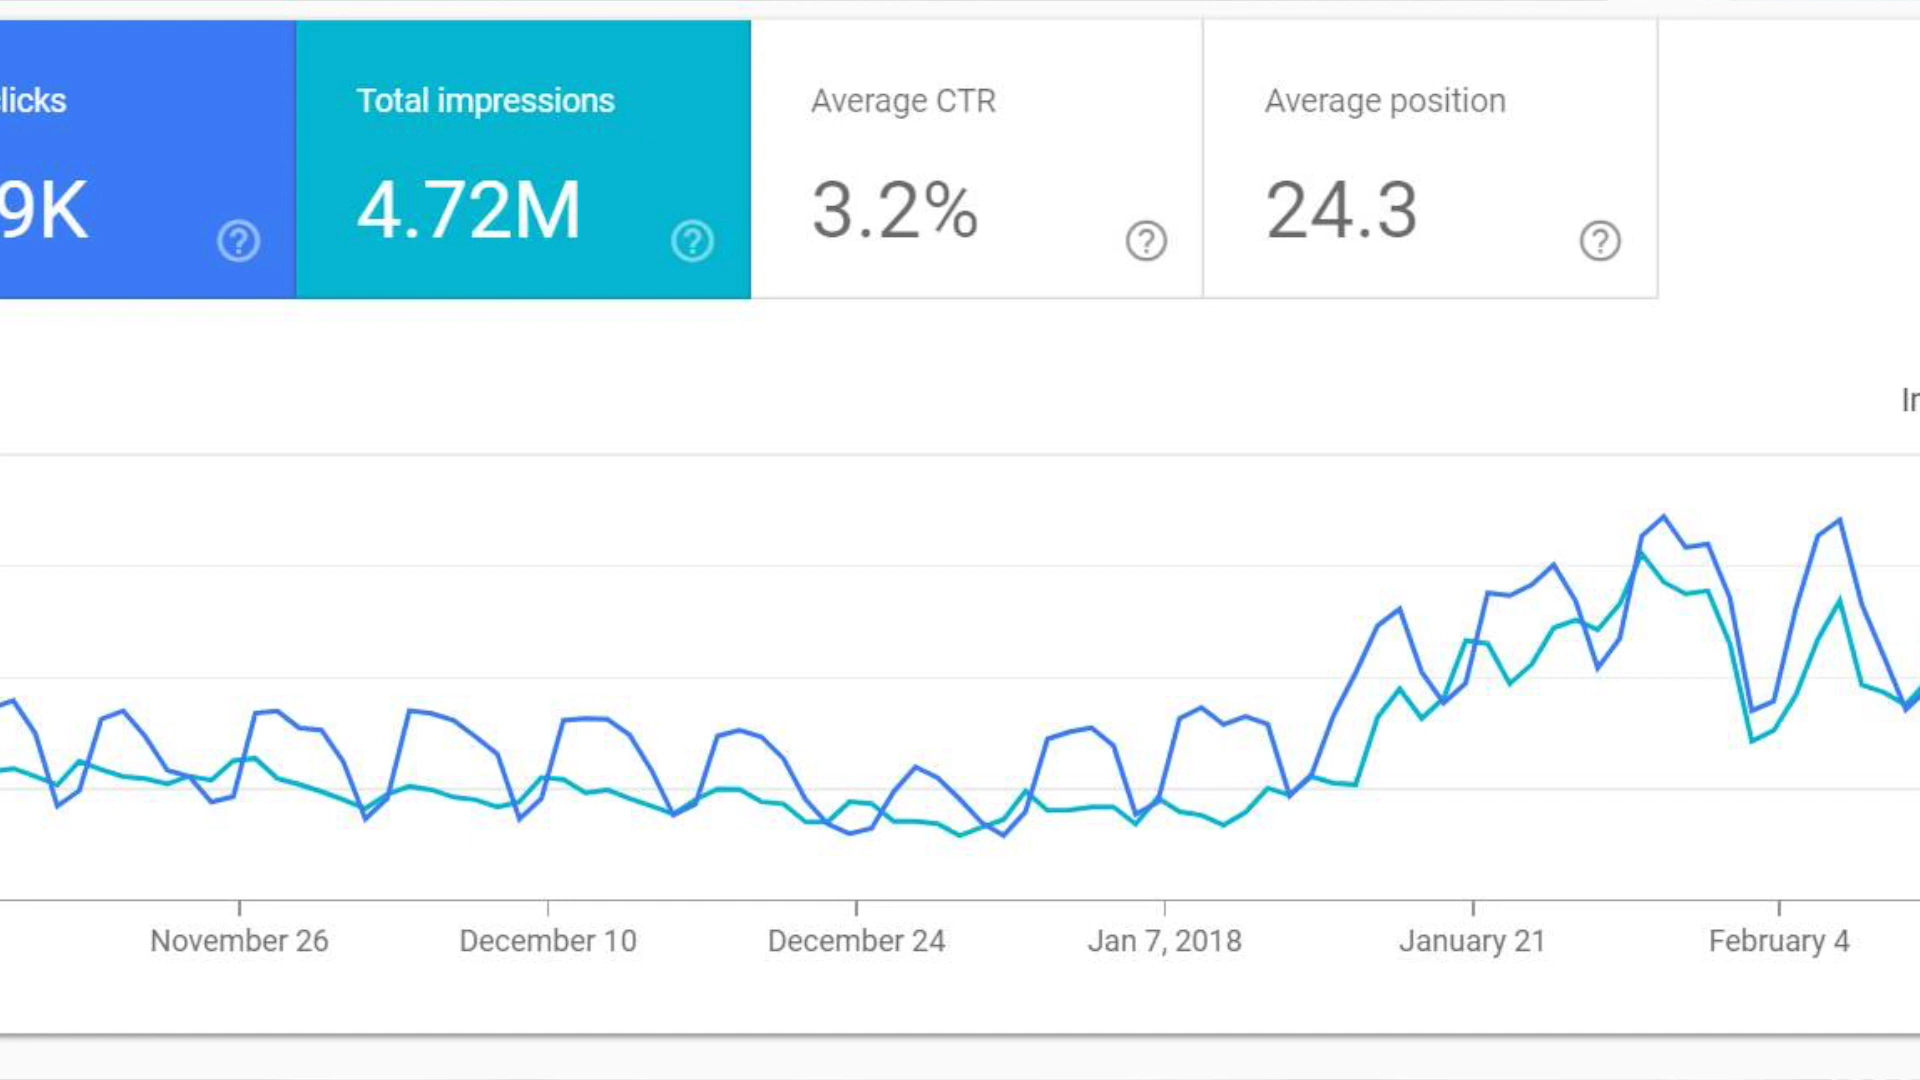 licks
Total impressions
Average CTR
Average position
9K
4.72M
3.2%
24.3
November 26
December 10
December 24
Jan 7, 2018
January 21
February 4